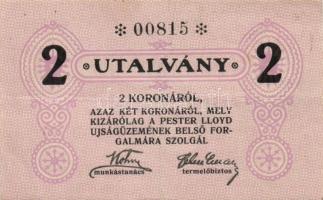 * 00815 *
2 UTALVÁNY 2
2 KORONÁRÓL,
AZAZ KÉT KORONÁRÓL, MELY
KIZÁRÓLAG A PESTER LLOYD
UJSÁGÜZEMÉNEK BELSŐ FOR-
GALMÁRA SZOLGÁL
munkástanács termelőbiztos